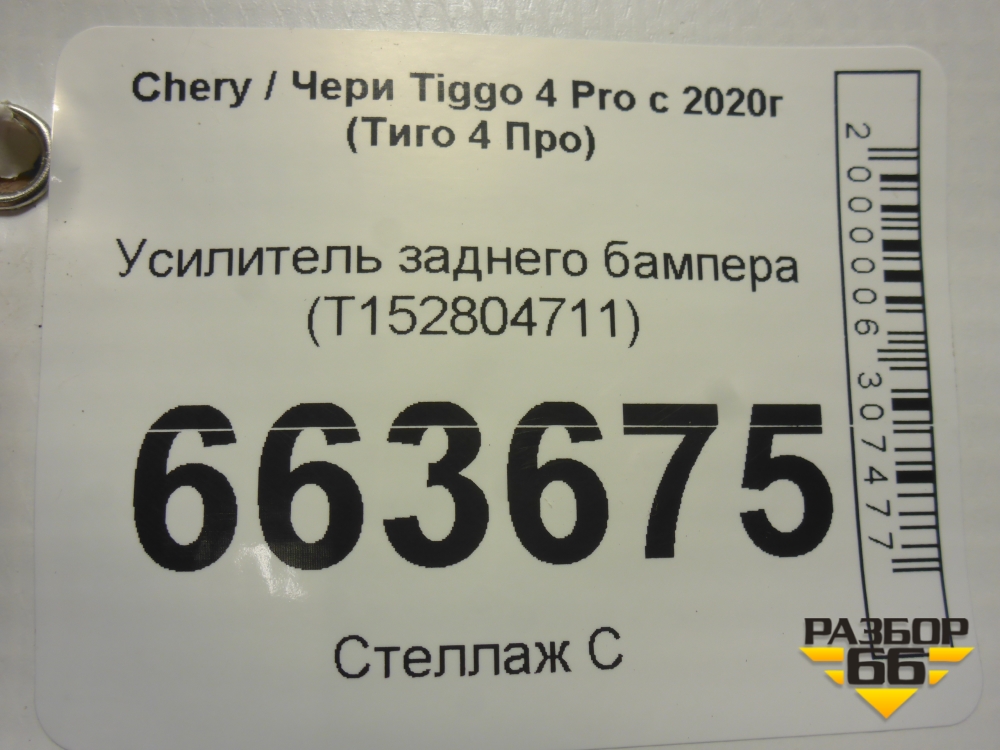 Chery / Чери Tiggo 4 Pro с 2020г
(Тиго 4 Про)
Усилитель заднего бампера
(T152804711)
663675
Стеллаж С
2000006307477
РАЗБОР
66